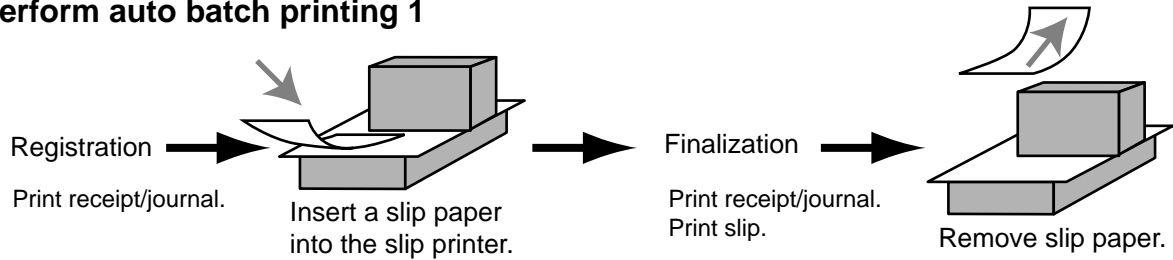 erform auto batch printing 1
Registration
Print receipt/journal.
Insert a slip paper
into the slip printer.
Finalization
Print receipt/journal.
Print slip.
Remove slip paper.